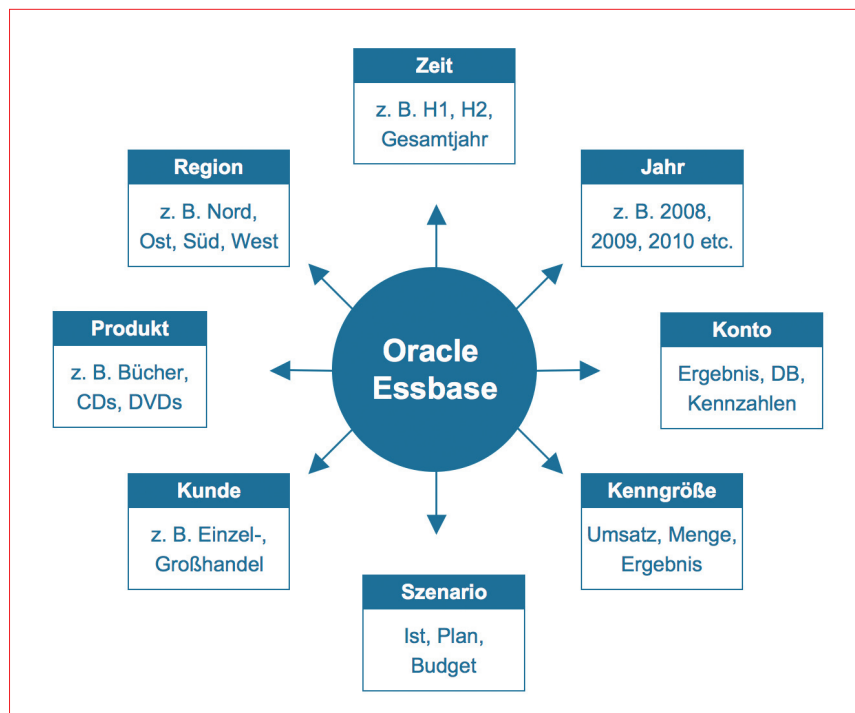 Zeit
z. B. H1, H2,
Gesamtjahr
Region
z. B. Nord,
Ost, Süd, West
Jahr
z. B. 2008,
2009, 2010 etc.
Produkt
z. B. Bücher,
CDs, DVDs
Oracle
Essbase
Konto
Ergebnis, DB,
Kennzahlen
Kunde
z. B. Einzel-,
Großhandel
Kenngröße
Umsatz, Menge,
Ergebnis
Szenario
Ist, Plan,
Budget